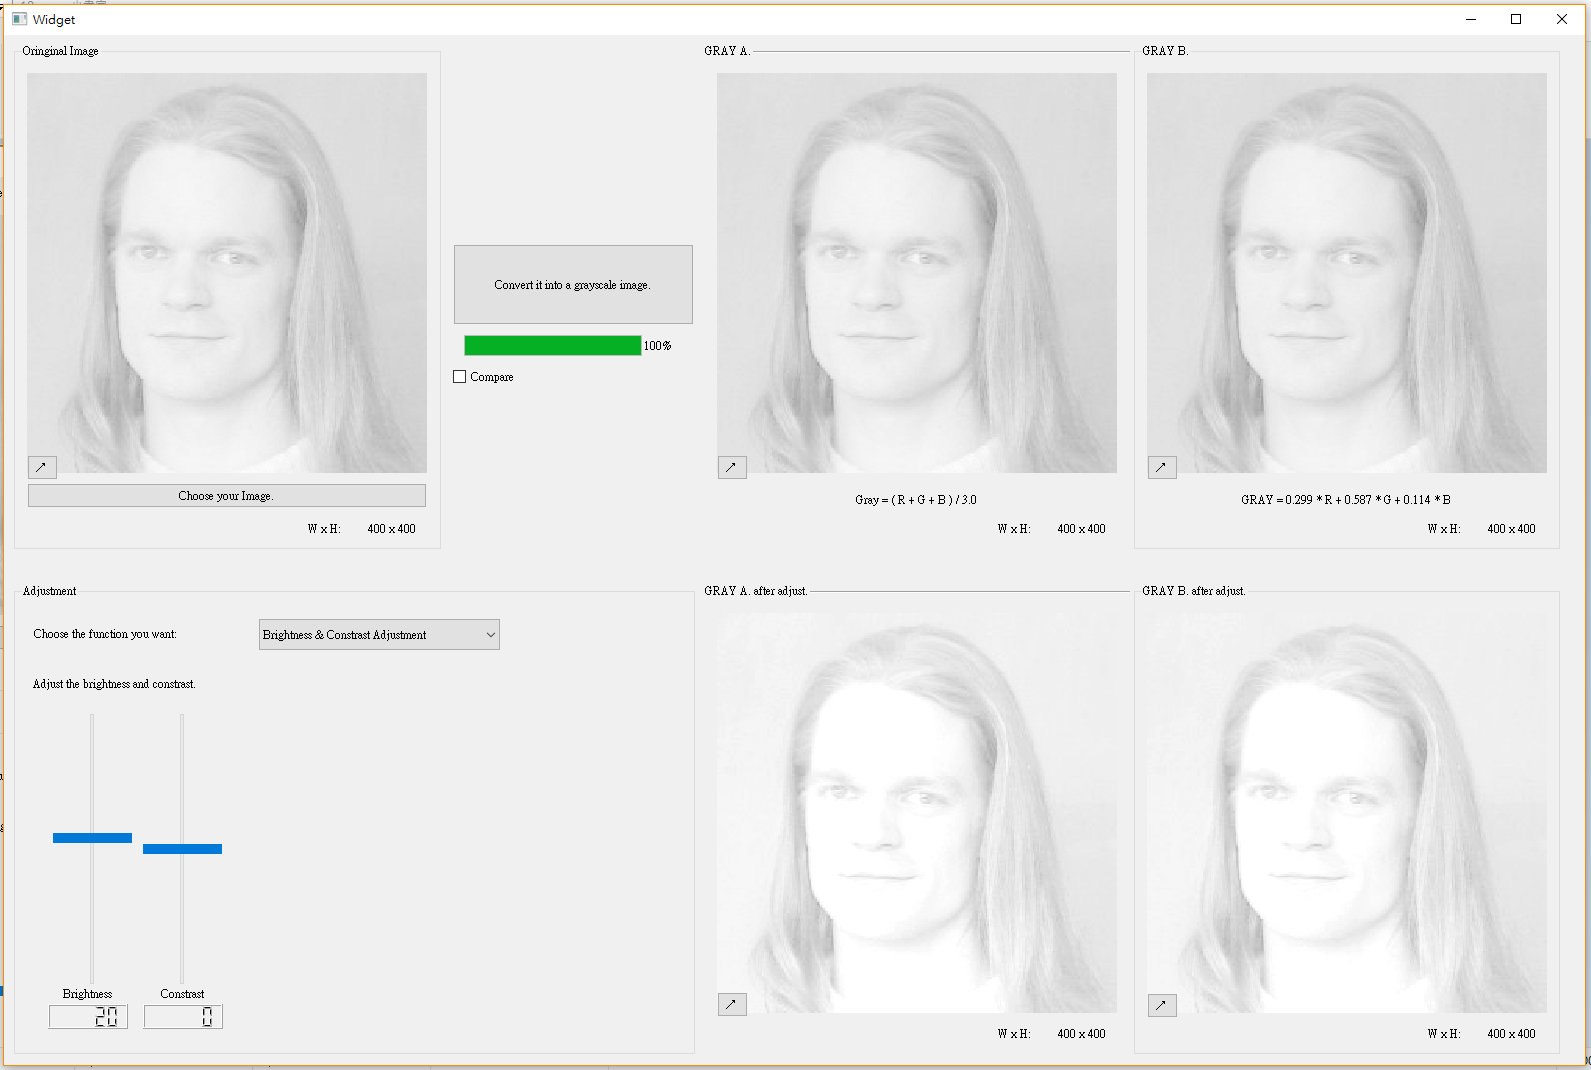 Widget
Oringinal Image
GRAY A.
GRAY B.
Convert it into a grayscale image.
100%
Compare
Choose your Image.
W x H: 400 x 400
Gray = ( R + G + B ) / 3.0
W x H: 400 x 400
GRAY = 0.299 * R + 0.587 * G + 0.114 * B
W x H: 400 x 400
Adjustment
Choose the function you want:
Brightness & Constrast Adjustment
Adjust the brightness and constrast.
Brightness
Constrast
20
0
GRAY A. after adjust.
W x H: 400 x 400
GRAY B. after adjust.
W x H: 400 x 400